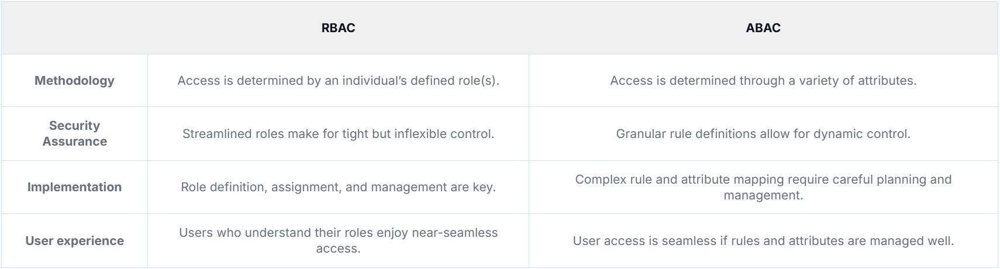 RBAC
ABAC
Methodology
Access is determined by an individual’s defined role(s).
Access is determined through a variety of attributes.
Security
Assurance
Streamlined roles make for tight but inflexible control.
Granular rule definitions allow for dynamic control.
Implementation
Role definition, assignment, and management are key.
Complex rule and attribute mapping require careful planning and
management.
User experience
Users who understand their roles enjoy near-seamless
access.
User access is seamless if rules and attributes are managed well.